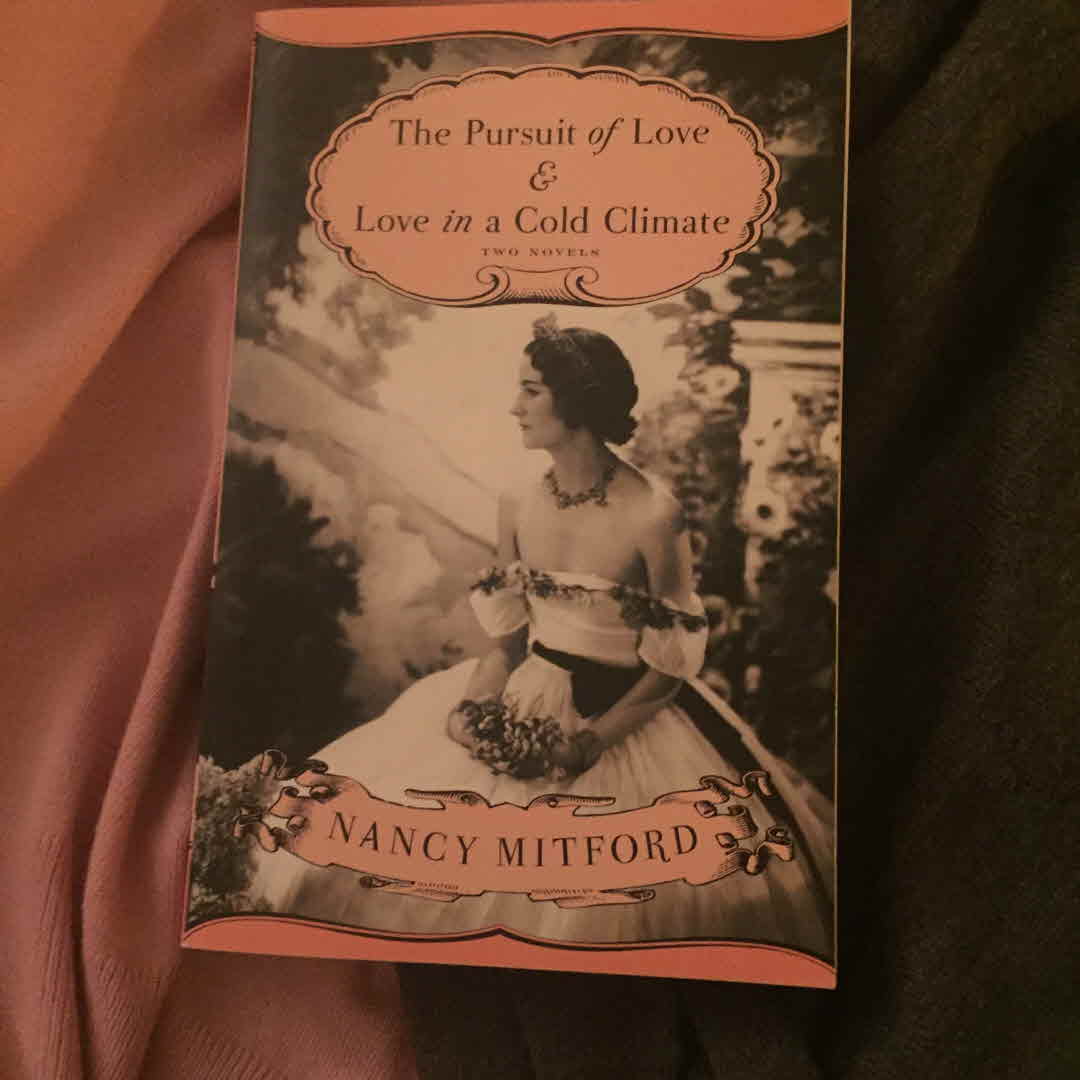 The Pursuit of Love
&
Love in a Cold Climate
TWO NOVELS
NANCY MITFORD